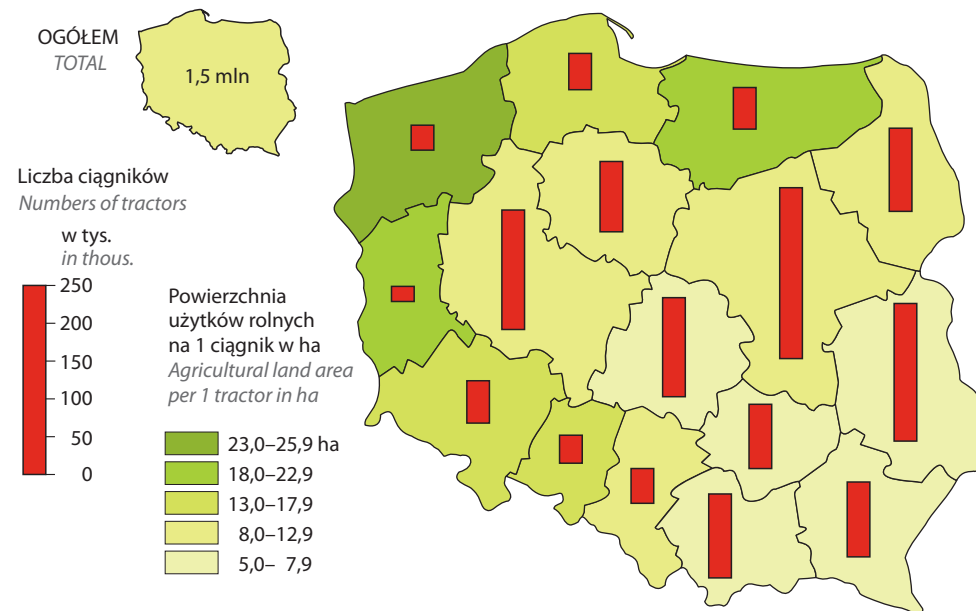 OGÓŁEM
TOTAL
1,5 mln
Liczba ciągników
Numbers of tractors
w tys.
in thous.
250
200
150
100
50
0
Powierzchnia
użytków rolnych
na 1 ciągnik w ha
Agricultural land area
per 1 tractor in ha
23,0–25,9 ha
18,0–22,9
13,0–17,9
8,0–12,9
5,0– 7,9